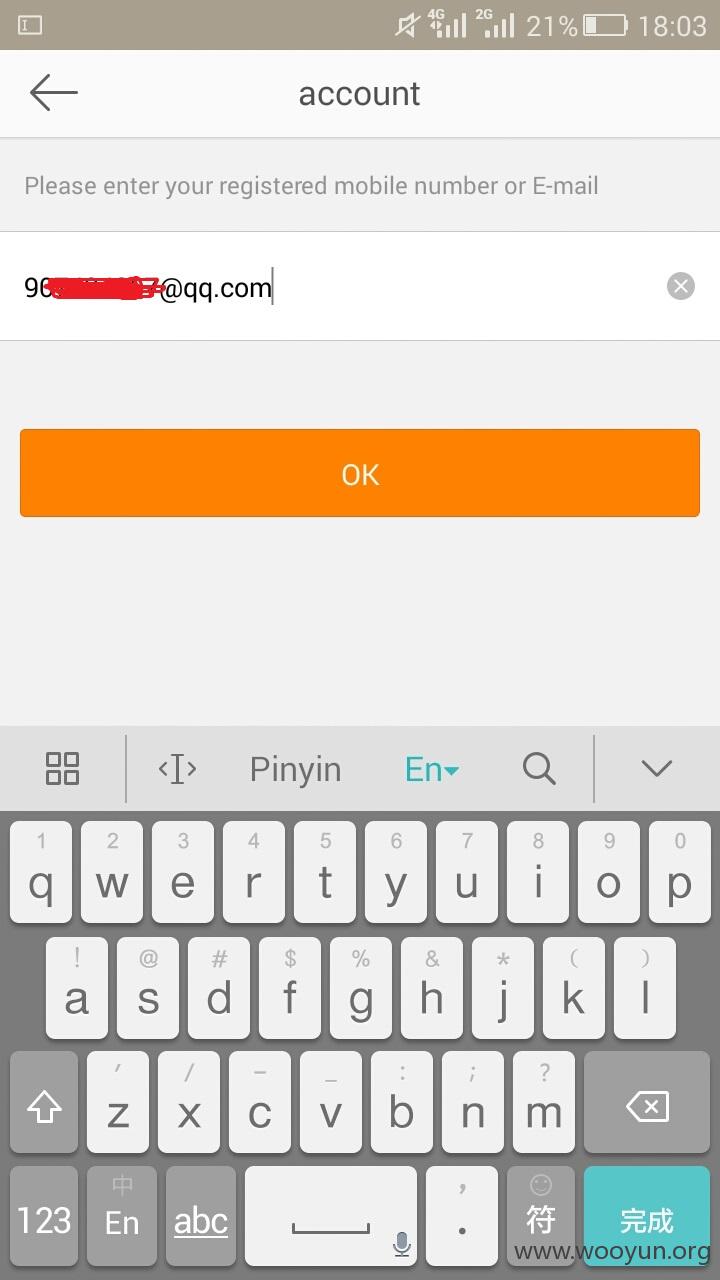 4G 2G 21% 18:03
account
Please enter your registered mobile number or E-mail
@qq.com
OK
Pinyin En
1 2 3 4 5 6 7 8 9 0
q w e r t y u i o p
! @ # $ % & * ( )
a s d f g h j k l
' / - _ : ; ?
z x c v b n m
中 ,
123 En abc . 符 完成
www.wooyun.org